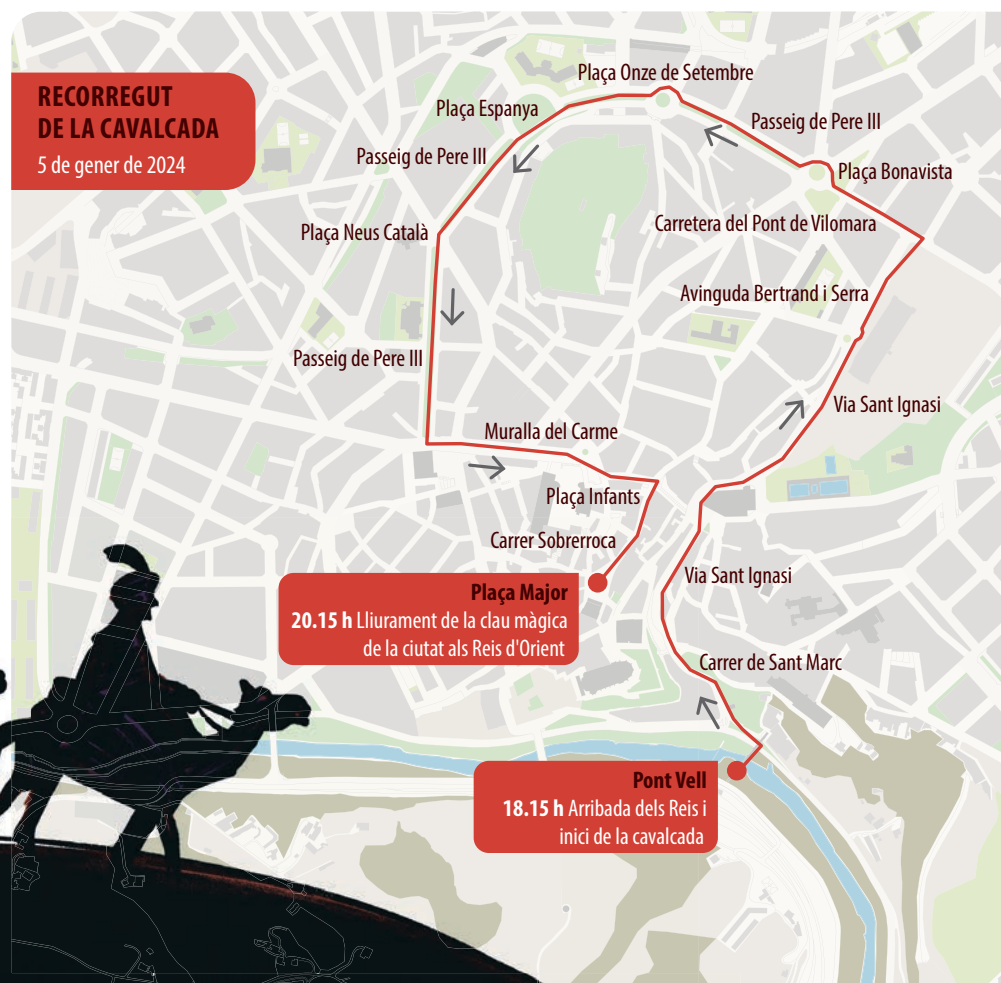 RECORREGUT
DE LA CAVALCADA
5 de gener de 2024
Plaça Onze de Setembre
Plaça Espanya
Passeig de Pere III
Passeig de Pere III
Plaça Bonavista
Carretera del Pont de Vilomara
Plaça Neus Català
Avinguda Bertrand i Serra
Passeig de Pere III
Via Sant Ignasi
Muralla del Carme
Plaça Infants
Carrer Sobrerroca
Via Sant Ignasi
Plaça Major
20.15 h Lliurament de la clau màgica
de la ciutat als Reis d'Orient
Carrer de Sant Marc
Pont Vell
18.15 h Arribada dels Reis i
inici de la cavalcada